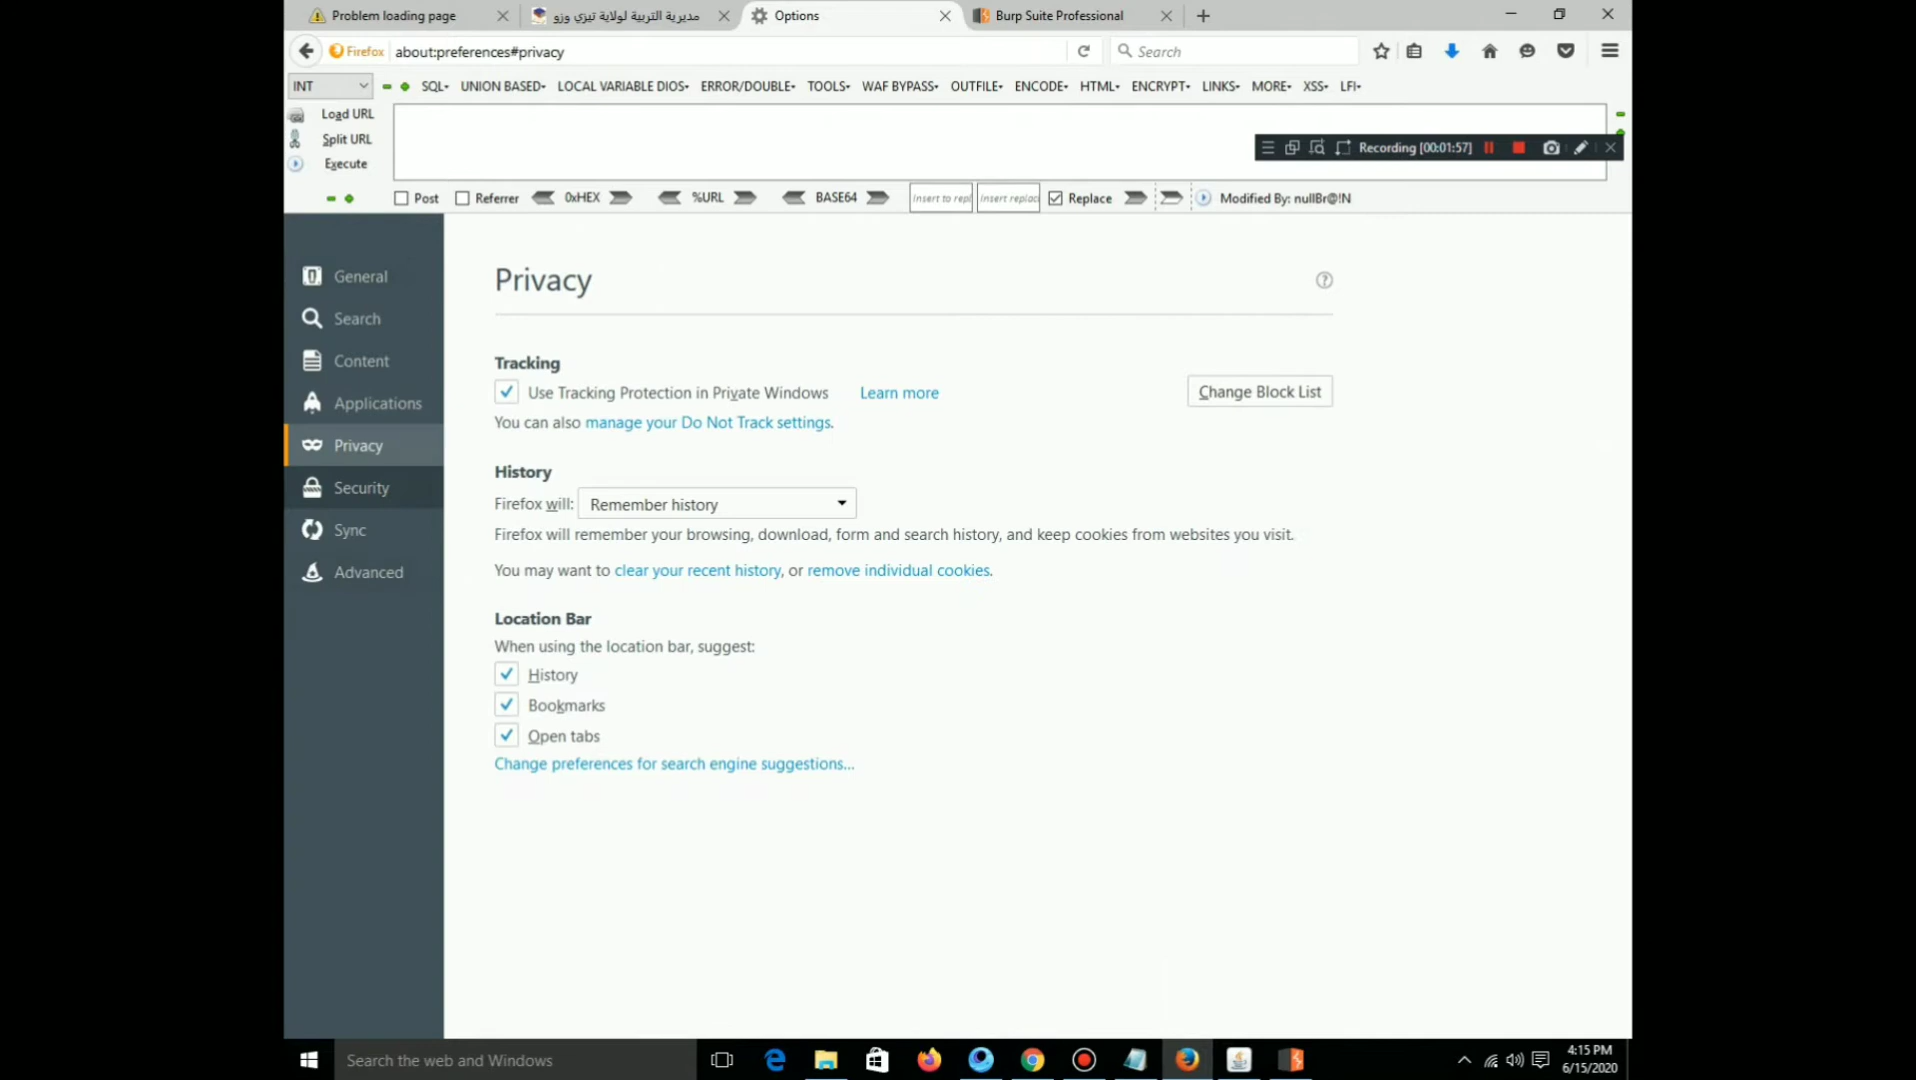 Problem loading page
مديرية التربية لولاية تيزي وزو
Options
Burp Suite Professional
Firefox
about:preferences#privacy
Search
INT
SQL
UNION BASED
LOCAL VARIABLE DIOS
ERROR/DOUBLE
TOOLS
WAF BYPASS
OUTFILE
ENCODE
HTML
ENCRYPT
LINKS
MORE
XSS
LFI
Load URL
Split URL
Execute
Recording [00:01:57]
Post
Referrer
0xHEX
%URL
BASE64
Insert to repl
Insert replac
Replace
Modified By: nullBr@!N
General
Search
Content
Applications
Privacy
Security
Sync
Advanced
Privacy
Tracking
Use Tracking Protection in Private Windows
Learn more
Change Block List
You can also manage your Do Not Track settings.
History
Firefox will: Remember history
Firefox will remember your browsing, download, form and search history, and keep cookies from websites you visit.
You may want to clear your recent history, or remove individual cookies.
Location Bar
When using the location bar, suggest:
History
Bookmarks
Open tabs
Change preferences for search engine suggestions...
Search the web and Windows
4:15 PM
6/15/2020